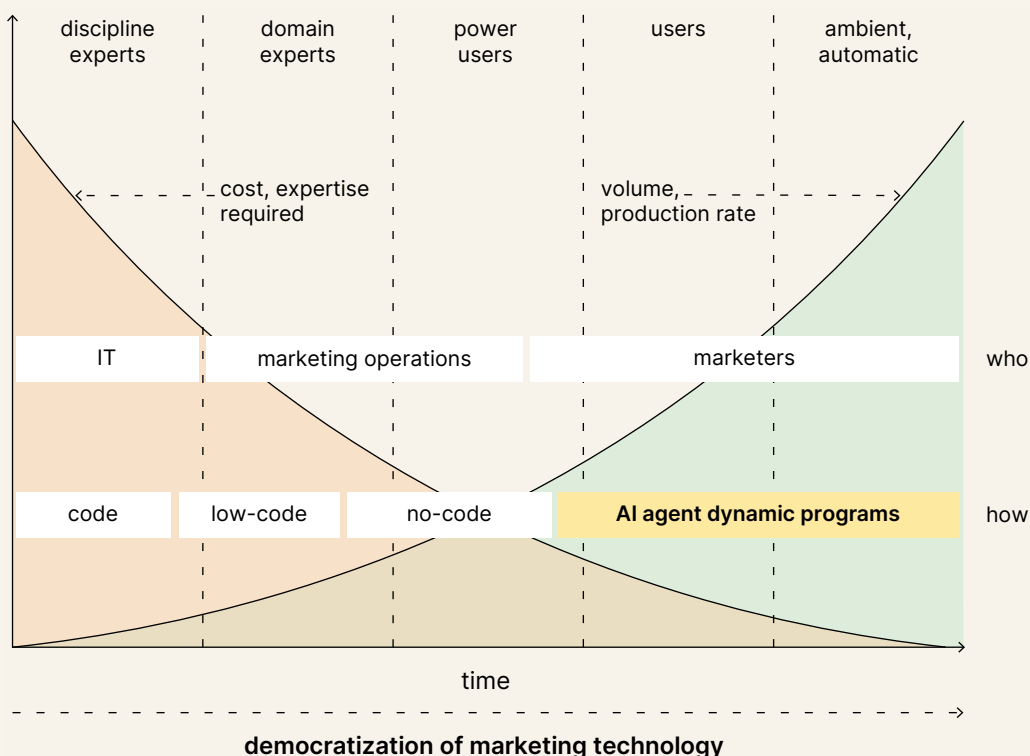 discipline
experts
domain
experts
power
users
users
ambient,
automatic
cost, expertise
required
volume,
production rate
IT
marketing operations
marketers
who
code
low-code
no-code
AI agent dynamic programs
how
time
democratization of marketing technology